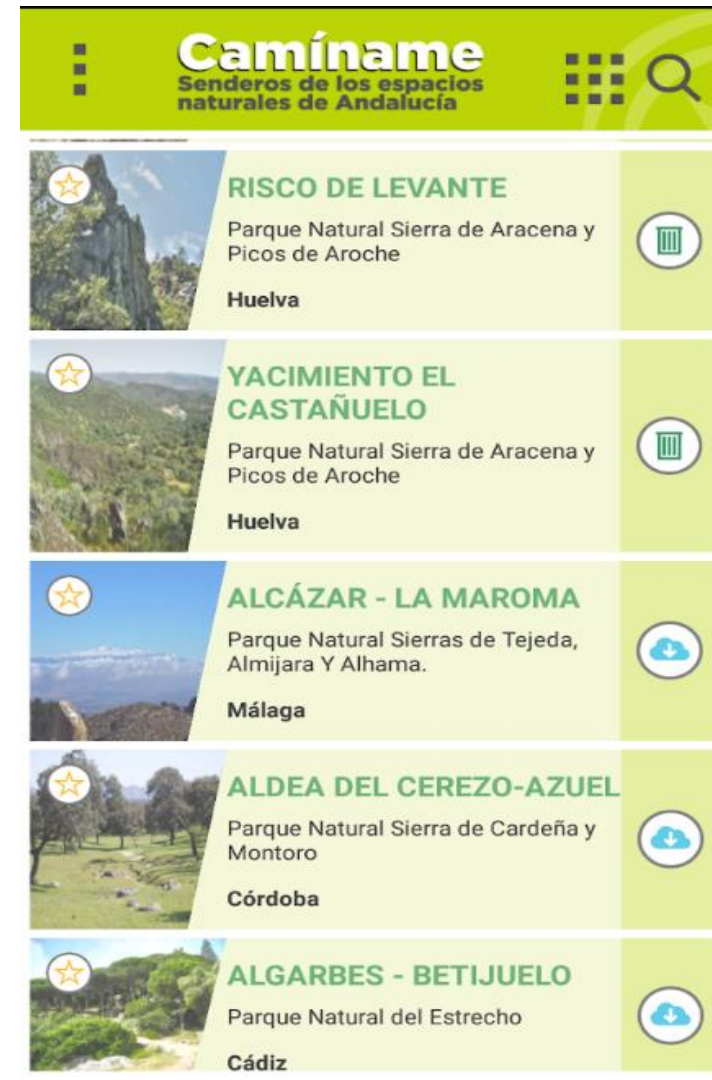 Camíname
Senderos de los espacios
naturales de Andalucía
RISCO DE LEVANTE
Parque Natural Sierra de Aracena y
Picos de Aroche
Huelva
YACIMIENTO EL
CASTAÑUELO
Parque Natural Sierra de Aracena y
Picos de Aroche
Huelva
ALCÁZAR - LA MAROMA
Parque Natural Sierras de Tejeda,
Almijara Y Alhama.
Málaga
ALDEA DEL CEREZO-AZUEL
Parque Natural Sierra de Cardeña y
Montoro
Córdoba
ALGARBES - BETIJUELO
Parque Natural del Estrecho
Cádiz